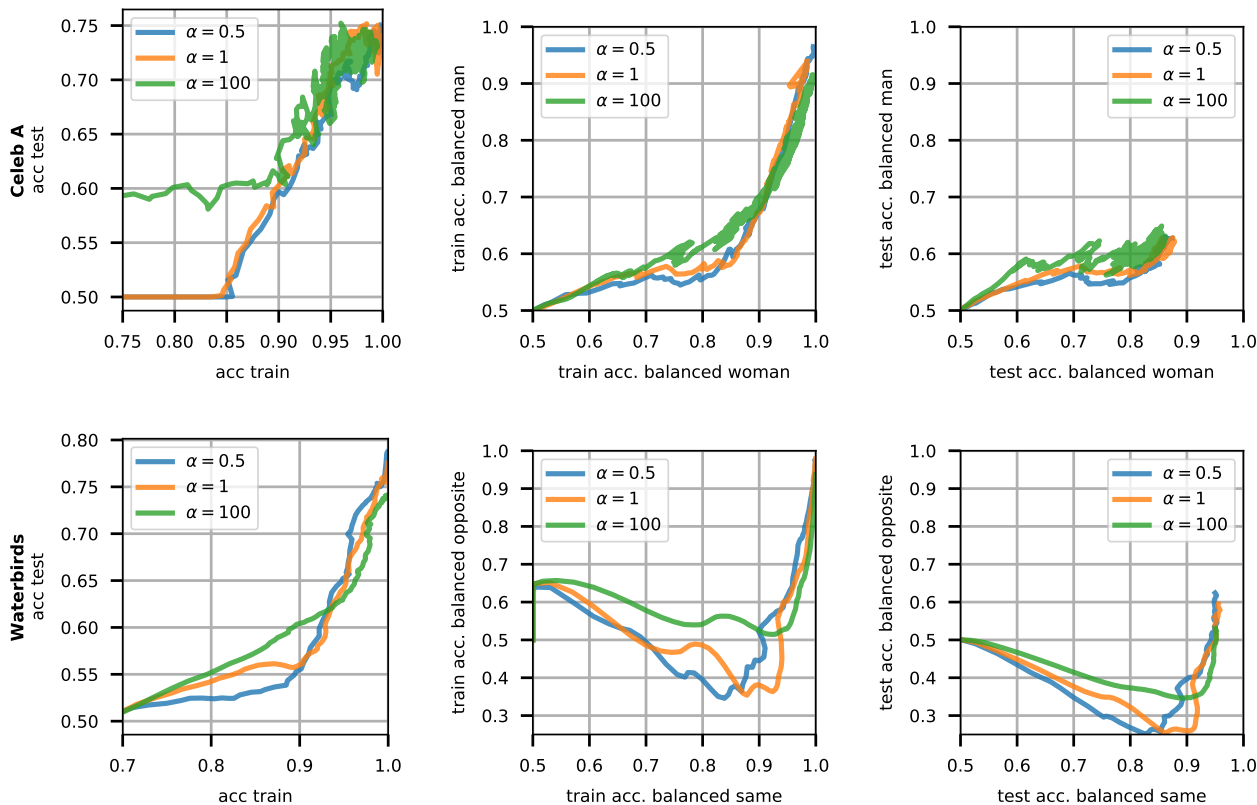 Celeb A
acc test
0.75
0.70
0.65
0.60
0.55
0.50
α = 0.5
α = 1
α = 100
0.75 0.80 0.85 0.90 0.95 1.00
acc train
train acc. balanced man
1.0
0.9
0.8
0.7
0.6
0.5
α = 0.5
α = 1
α = 100
0.5 0.6 0.7 0.8 0.9 1.0
train acc. balanced woman
test acc. balanced man
1.0
0.9
0.8
0.7
0.6
0.5
α = 0.5
α = 1
α = 100
0.5 0.6 0.7 0.8 0.9 1.0
test acc. balanced woman
Waterbirds
acc test
0.80
0.75
0.70
0.65
0.60
0.55
0.50
α = 0.5
α = 1
α = 100
0.7 0.8 0.9 1.0
acc train
train acc. balanced opposite
1.0
0.9
0.8
0.7
0.6
0.5
0.4
0.3
α = 0.5
α = 1
α = 100
0.5 0.6 0.7 0.8 0.9 1.0
train acc. balanced same
test acc. balanced opposite
1.0
0.9
0.8
0.7
0.6
0.5
0.4
0.3
α = 0.5
α = 1
α = 100
0.5 0.6 0.7 0.8 0.9 1.0
test acc. balanced same